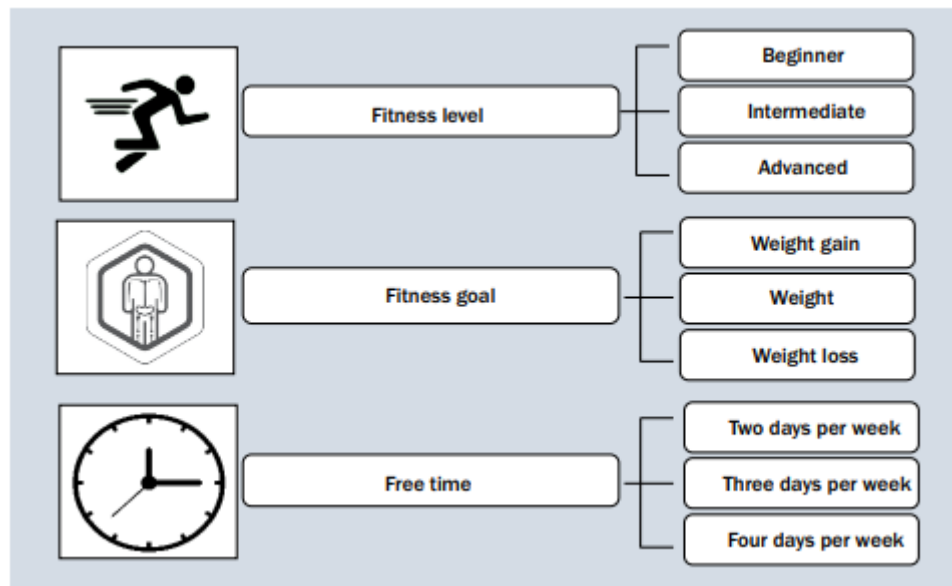 Fitness level
Beginner
Intermediate
Advanced
Fitness goal
Weight gain
Weight
Weight loss
Free time
Two days per week
Three days per week
Four days per week